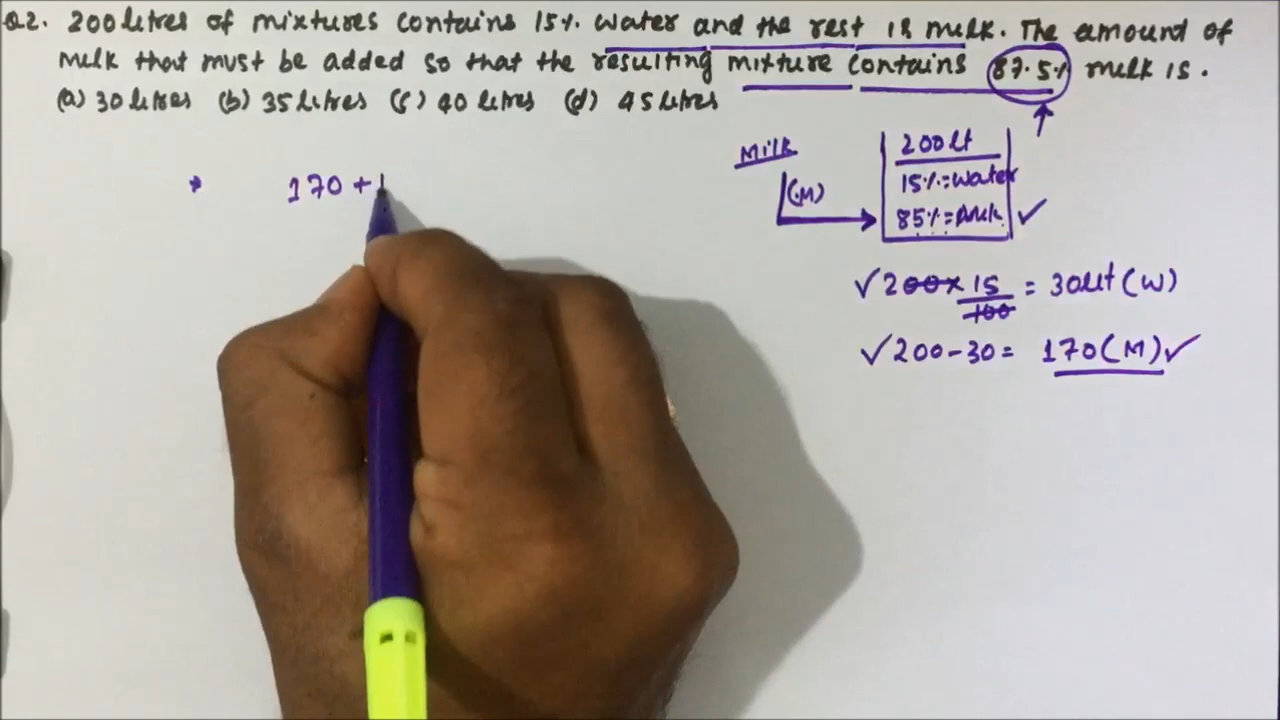 Q2. 200 litres of mixtures contains 15%. water and the rest is milk. The amount of
milk that must be added so that the resulting mixture contains 87.5% milk is.
(a) 30 litres (b) 35 litres (c) 40 litres (d) 45 litres
Milk
(M)
200 lt
15% = water
85% = Milk ✓
170 +
✓ 200 × 15/100 = 30 lt (W)
✓ 200 - 30 = 170 (M) ✓